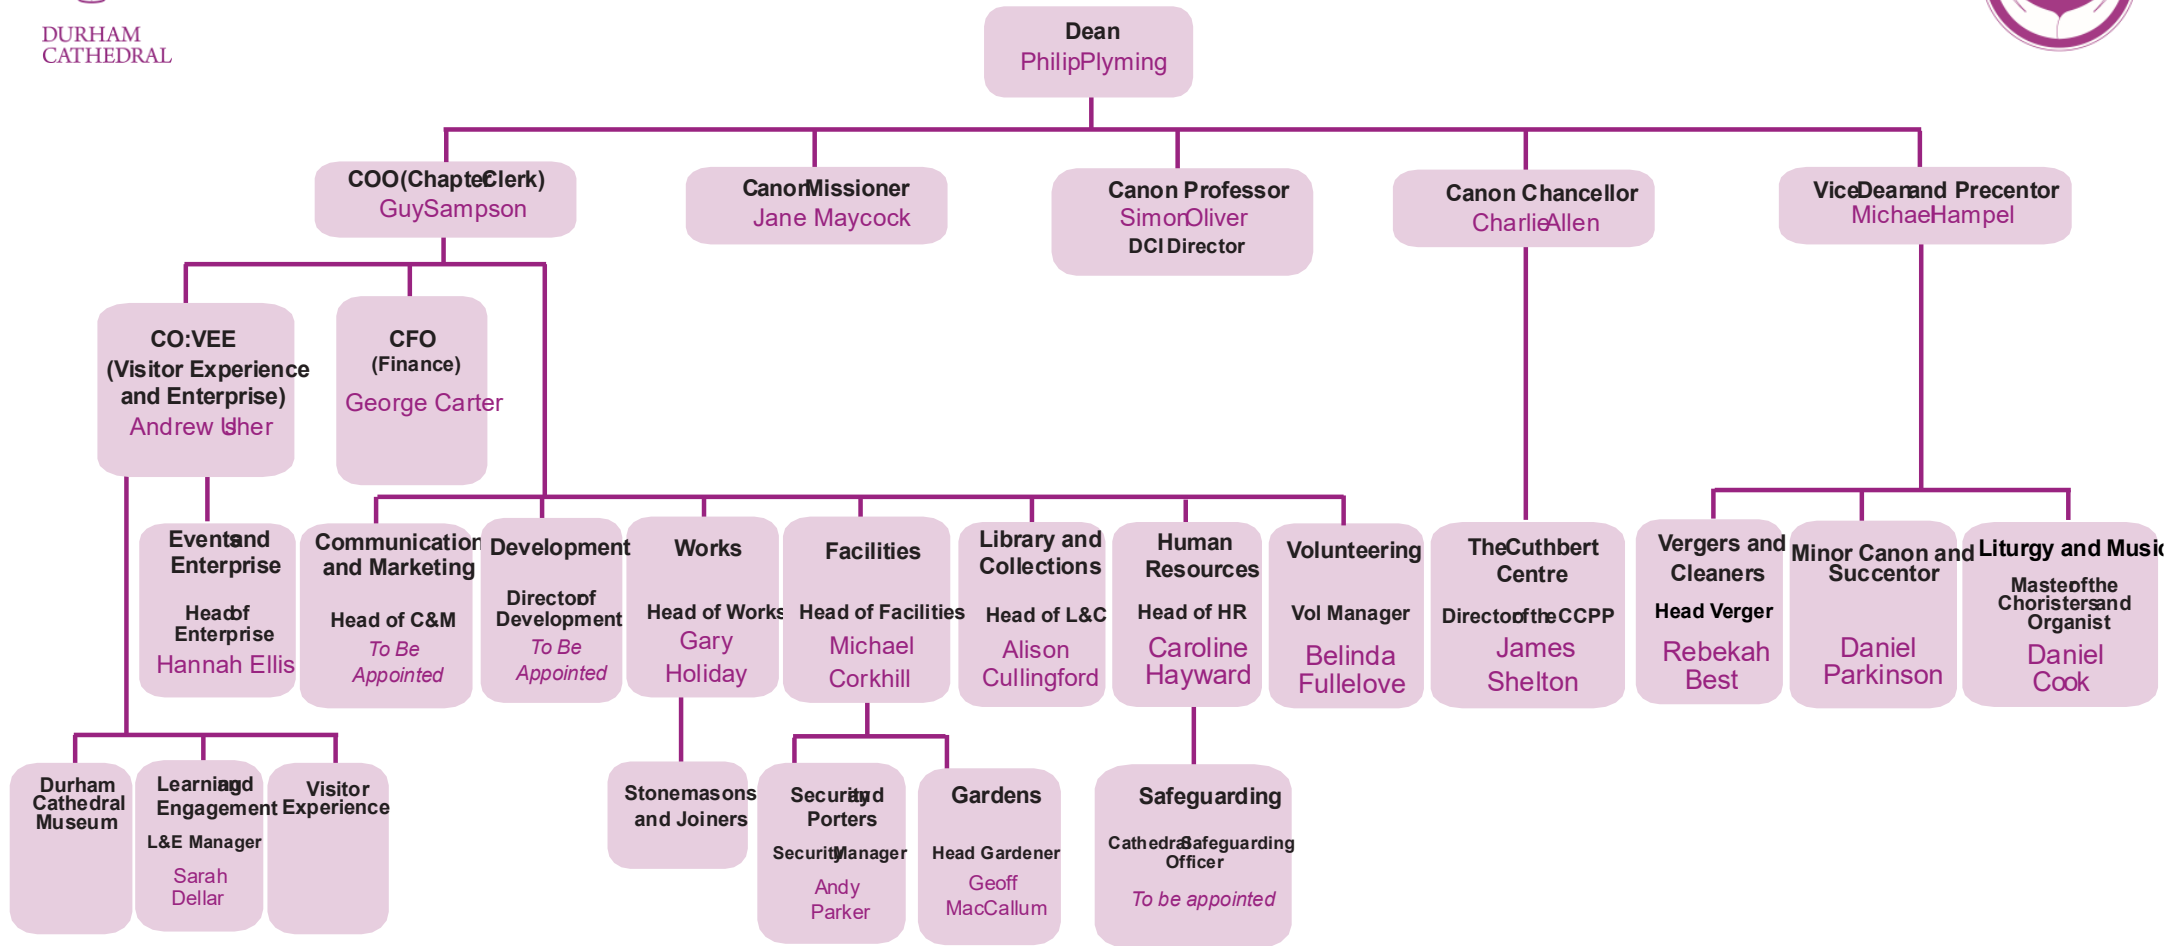 DURHAM
CATHEDRAL
Dean
Philip Plyming
COO (Chapter Clerk)
Guy Sampson
Canon Missioner
Jane Maycock
Canon Professor
Simon Oliver
DCI Director
Canon Chancellor
Charlie Allen
Vice Dean and Precentor
Michael Hampel
CO:VEE
(Visitor Experience
and Enterprise)
Andrew Usher
CFO
(Finance)
George Carter
Events and
Enterprise
Head of
Enterprise
Hannah Ellis
Communication
and Marketing
Head of C&M
To Be
Appointed
Development
Director of
Development
To Be
Appointed
Works
Head of Works
Gary
Holiday
Facilities
Head of Facilities
Michael
Corkhill
Library and
Collections
Head of L&C
Alison
Cullingford
Human
Resources
Head of HR
Caroline
Hayward
Volunteering
Vol Manager
Belinda
Fullelove
The Cuthbert
Centre
Director of the CCPP
James
Shelton
Vergers and
Cleaners
Head Verger
Rebekah
Best
Minor Canon and
Succentor
Daniel
Parkinson
Liturgy and Music
Master of the
Choristers and
Organist
Daniel
Cook
Durham
Cathedral
Museum
Learning and
Engagement
L&E Manager
Sarah
Dellar
Visitor
Experience
Stonemasons
and Joiners
Security and
Porters
Security Manager
Andy
Parker
Gardens
Head Gardener
Geoff
MacCallum
Safeguarding
Cathedral Safeguarding
Officer
To be appointed